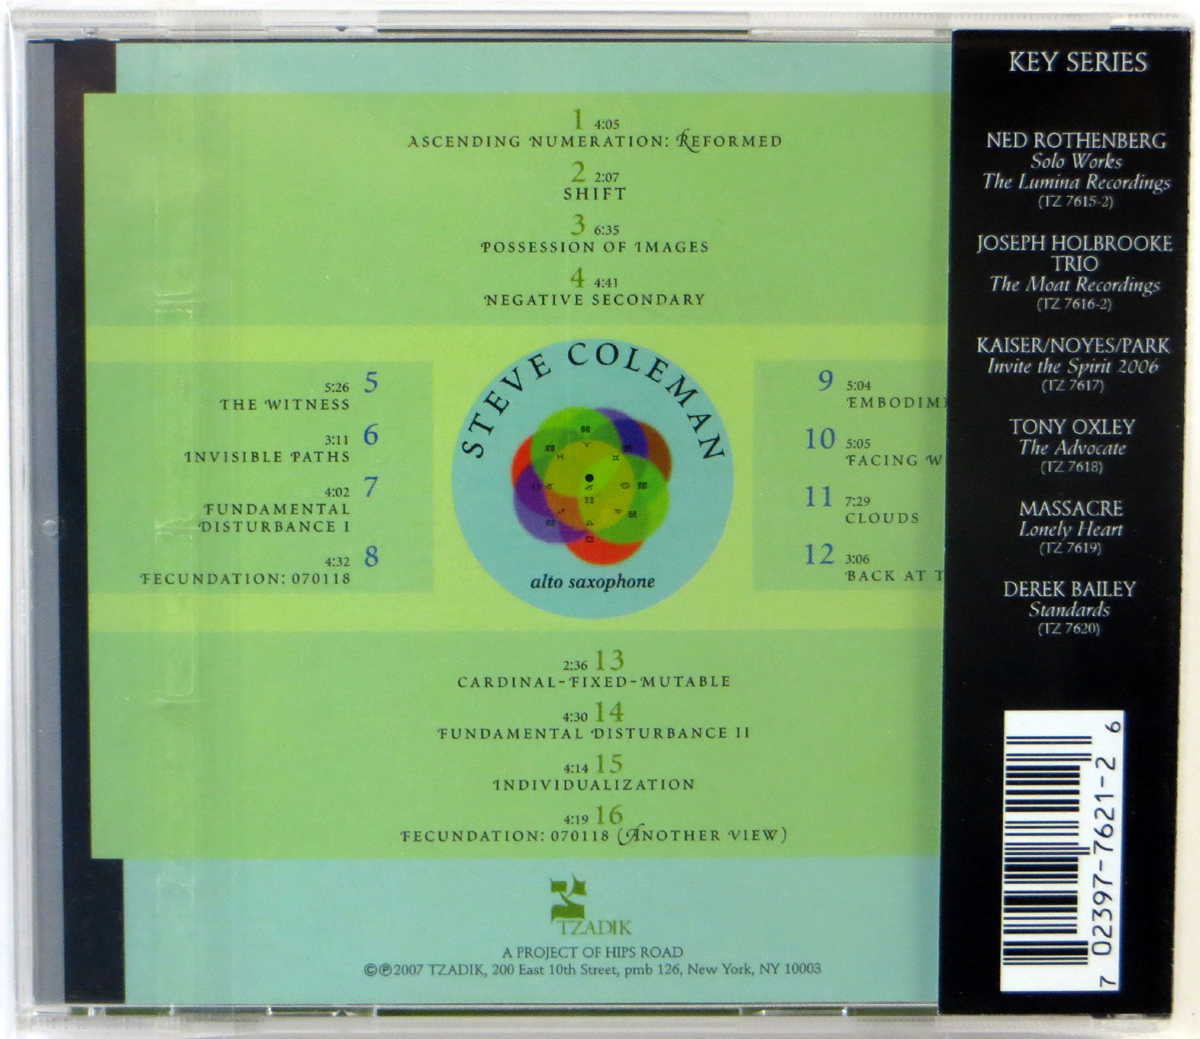 1 4:05
ASCENDING NUMERATION: REFORMED
2 2:07
SHIFT
3 6:35
POSSESSION OF IMAGES
4 4:41
NEGATIVE SECONDARY
5:26 5
THE WITNESS
3:11 6
INVISIBLE PATHS
4:02 7
FUNDAMENTAL
DISTURBANCE I
4:32 8
FECUNDATION: 070118
STEVE COLEMAN
alto saxophone
9 5:04
EMBODIM
10 5:05
FACING W
11 7:29
CLOUDS
12 3:06
BACK AT T
2:36 13
CARDINAL-FIXED-MUTABLE
4:30 14
FUNDAMENTAL DISTURBANCE II
4:14 15
INDIVIDUALIZATION
4:19 16
FECUNDATION: 070118 (ANOTHER VIEW)
TZADIK
A PROJECT OF HIPS ROAD
©℗2007 TZADIK, 200 East 10th Street, pmb 126, New York, NY 10003
KEY SERIES
NED ROTHENBERG
Solo Works
The Lumina Recordings
(TZ 7615-2)
JOSEPH HOLBROOKE
TRIO
The Moat Recordings
(TZ 7616-2)
KAISER/NOYES/PARK
Invite the Spirit 2006
(TZ 7617)
TONY OXLEY
The Advocate
(TZ 7618)
MASSACRE
Lonely Heart
(TZ 7619)
DEREK BAILEY
Standards
(TZ 7620)
7 02397-7621-2 6